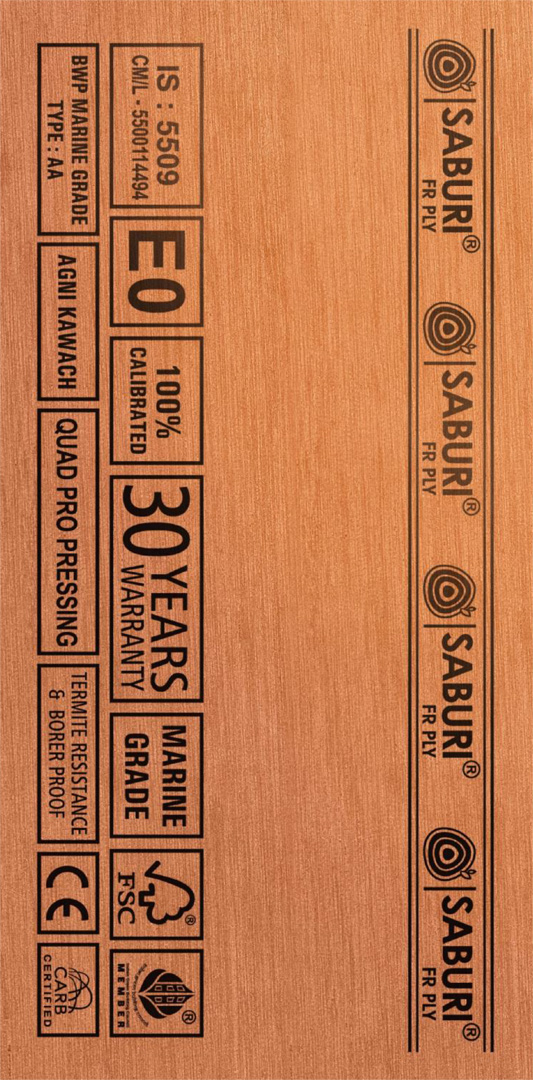 SABURI®
FR PLY
SABURI®
FR PLY
SABURI®
FR PLY
SABURI®
FR PLY
IS : 5509
CM/L - 5500114494
E0
100%
CALIBRATED
30 YEARS
WARRANTY
MARINE
GRADE
FSC
®
®
MEMBER
BWP MARINE GRADE
TYPE : AA
AGNI KAWACH
QUAD PRO PRESSING
TERMITE RESISTANCE
& BORER PROOF
CE
CARB
CERTIFIED